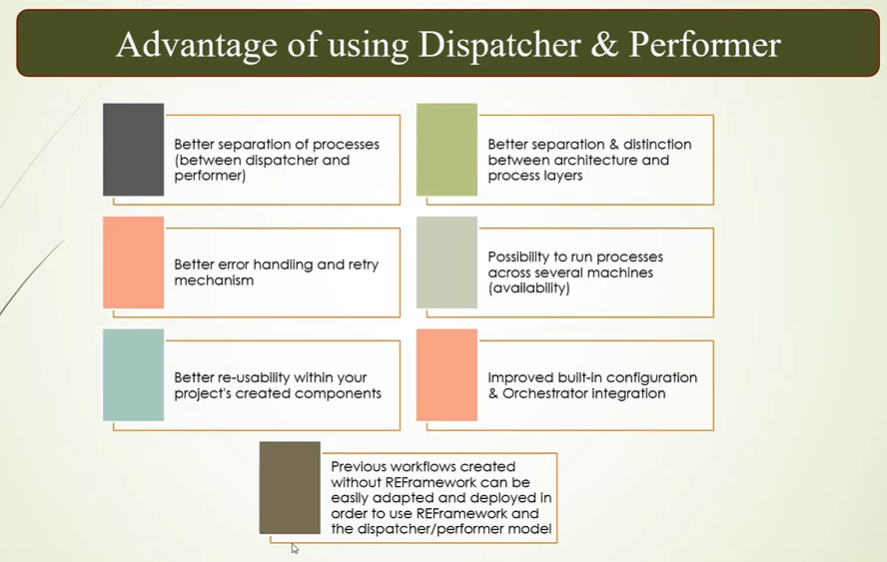 Advantage of using Dispatcher & Performer
Better separation of processes
(between dispatcher and
performer)
Better separation & distinction
between architecture and
process layers
Better error handling and retry
mechanism
Possibility to run processes
across several machines
(availability)
Better re-usability within your
project's created components
Improved built-in configuration
& Orchestrator integration
Previous workflows created
without REFramework can be
easily adapted and deployed in
order to use REFramework and
the dispatcher/performer model